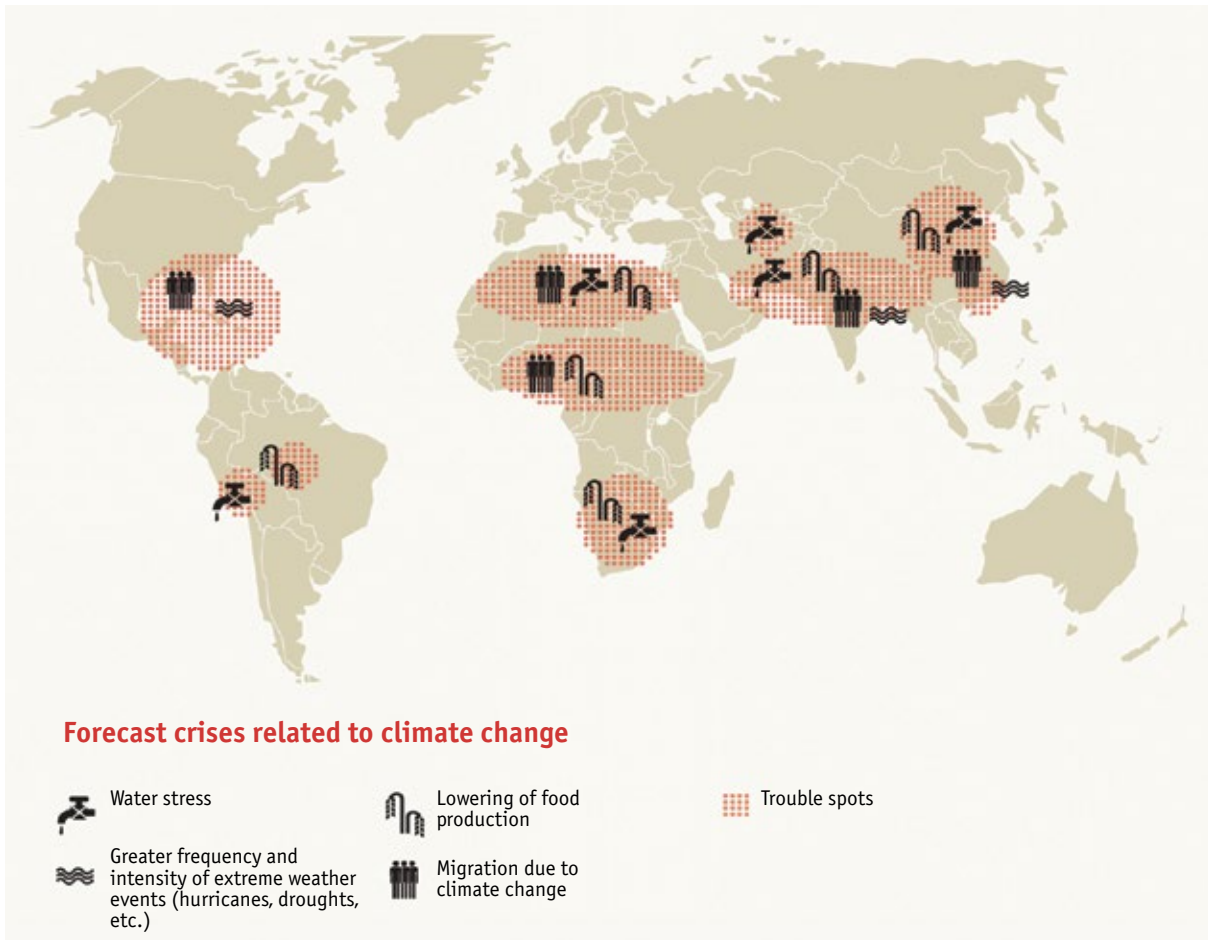 Forecast crises related to climate change
Water stress
Greater frequency and
intensity of extreme weather
events (hurricanes, droughts,
etc.)
Lowering of food
production
Migration due to
climate change
Trouble spots